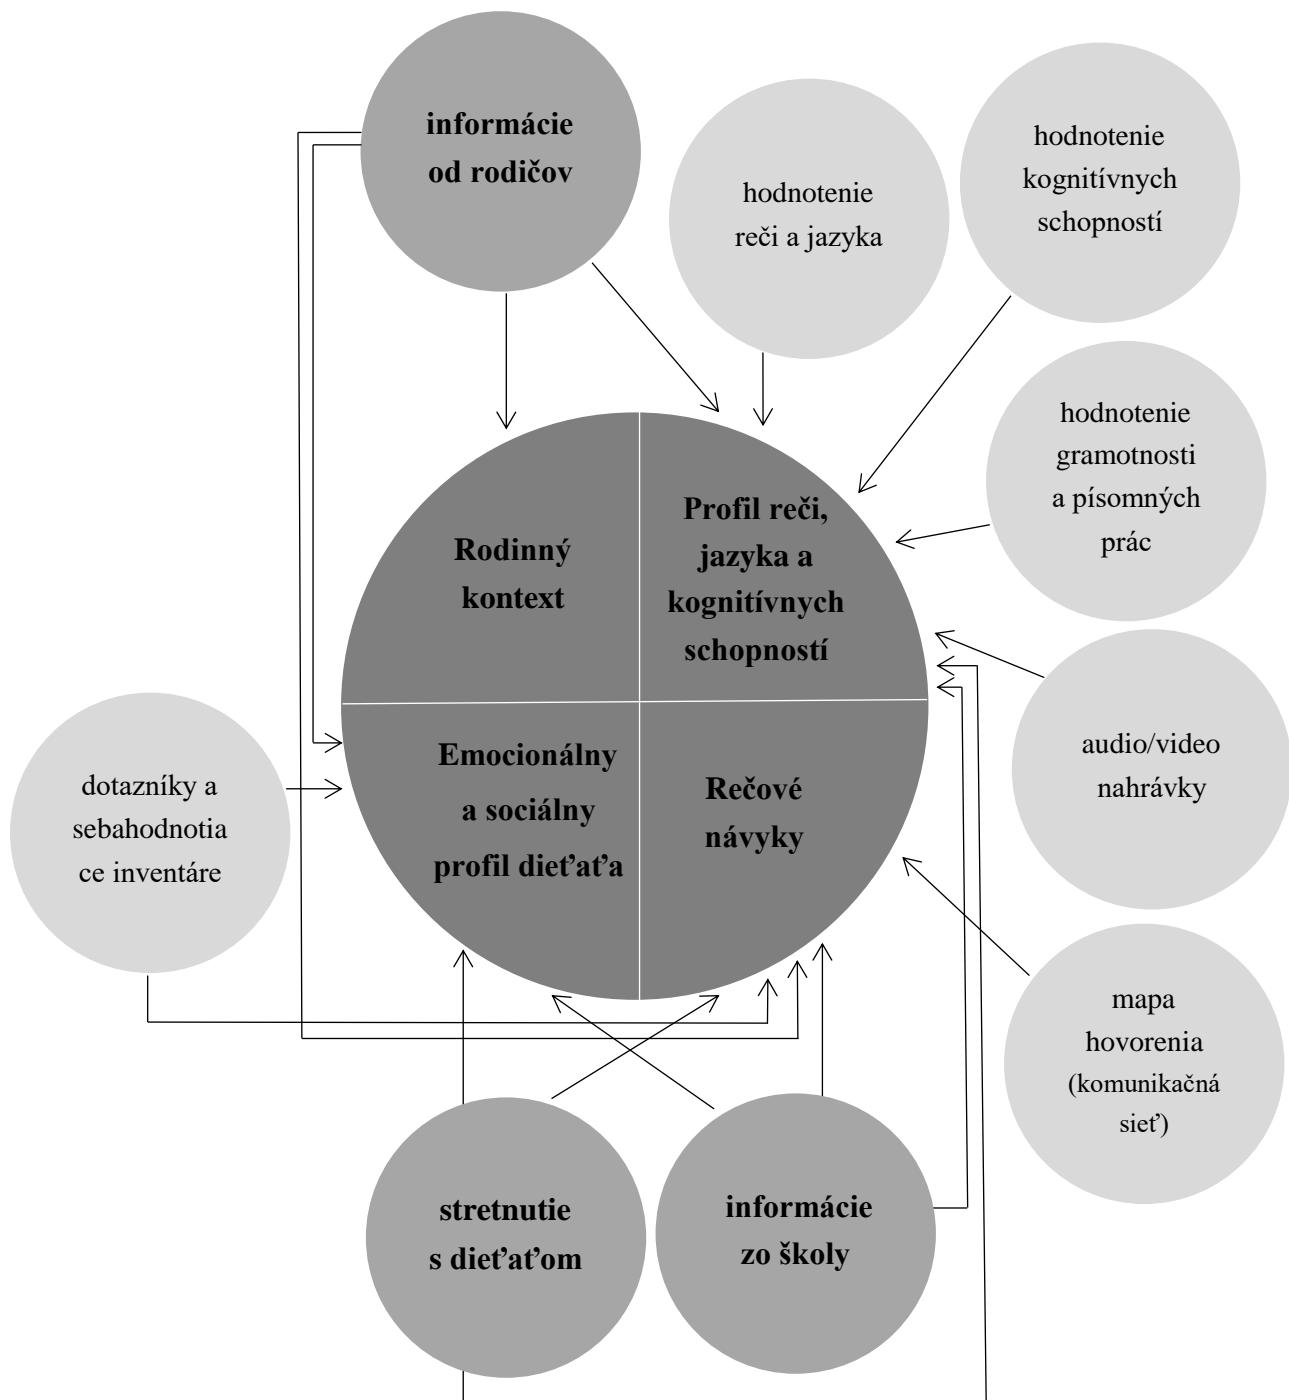 informácie
od rodičov
hodnotenie
reči a jazyka
hodnotenie
kognitívnych
schopností
hodnotenie
gramotnosti
a písomných
prác
Profil reči,
jazyka a
kognitívnych
schopností
Rodinný
kontext
Emocionálny
a sociálny
profil dieťaťa
Rečové
návyky
dotazníky a
sebahodnotia
ce inventáre
audio/video
nahrávky
mapa
hovorenia
(komunikačná
sieť)
stretnutie
s dieťaťom
informácie
zo školy